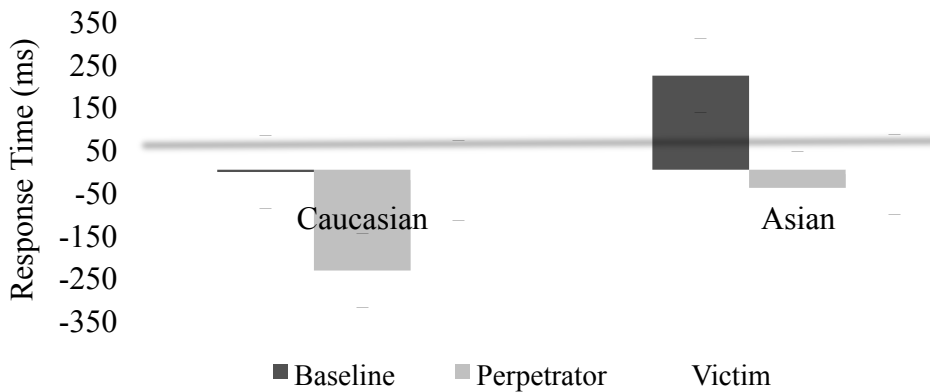 Response Time (ms)
350
250
150
50
-50
-150
-250
-350
Caucasian Asian
Baseline Perpetrator Victim